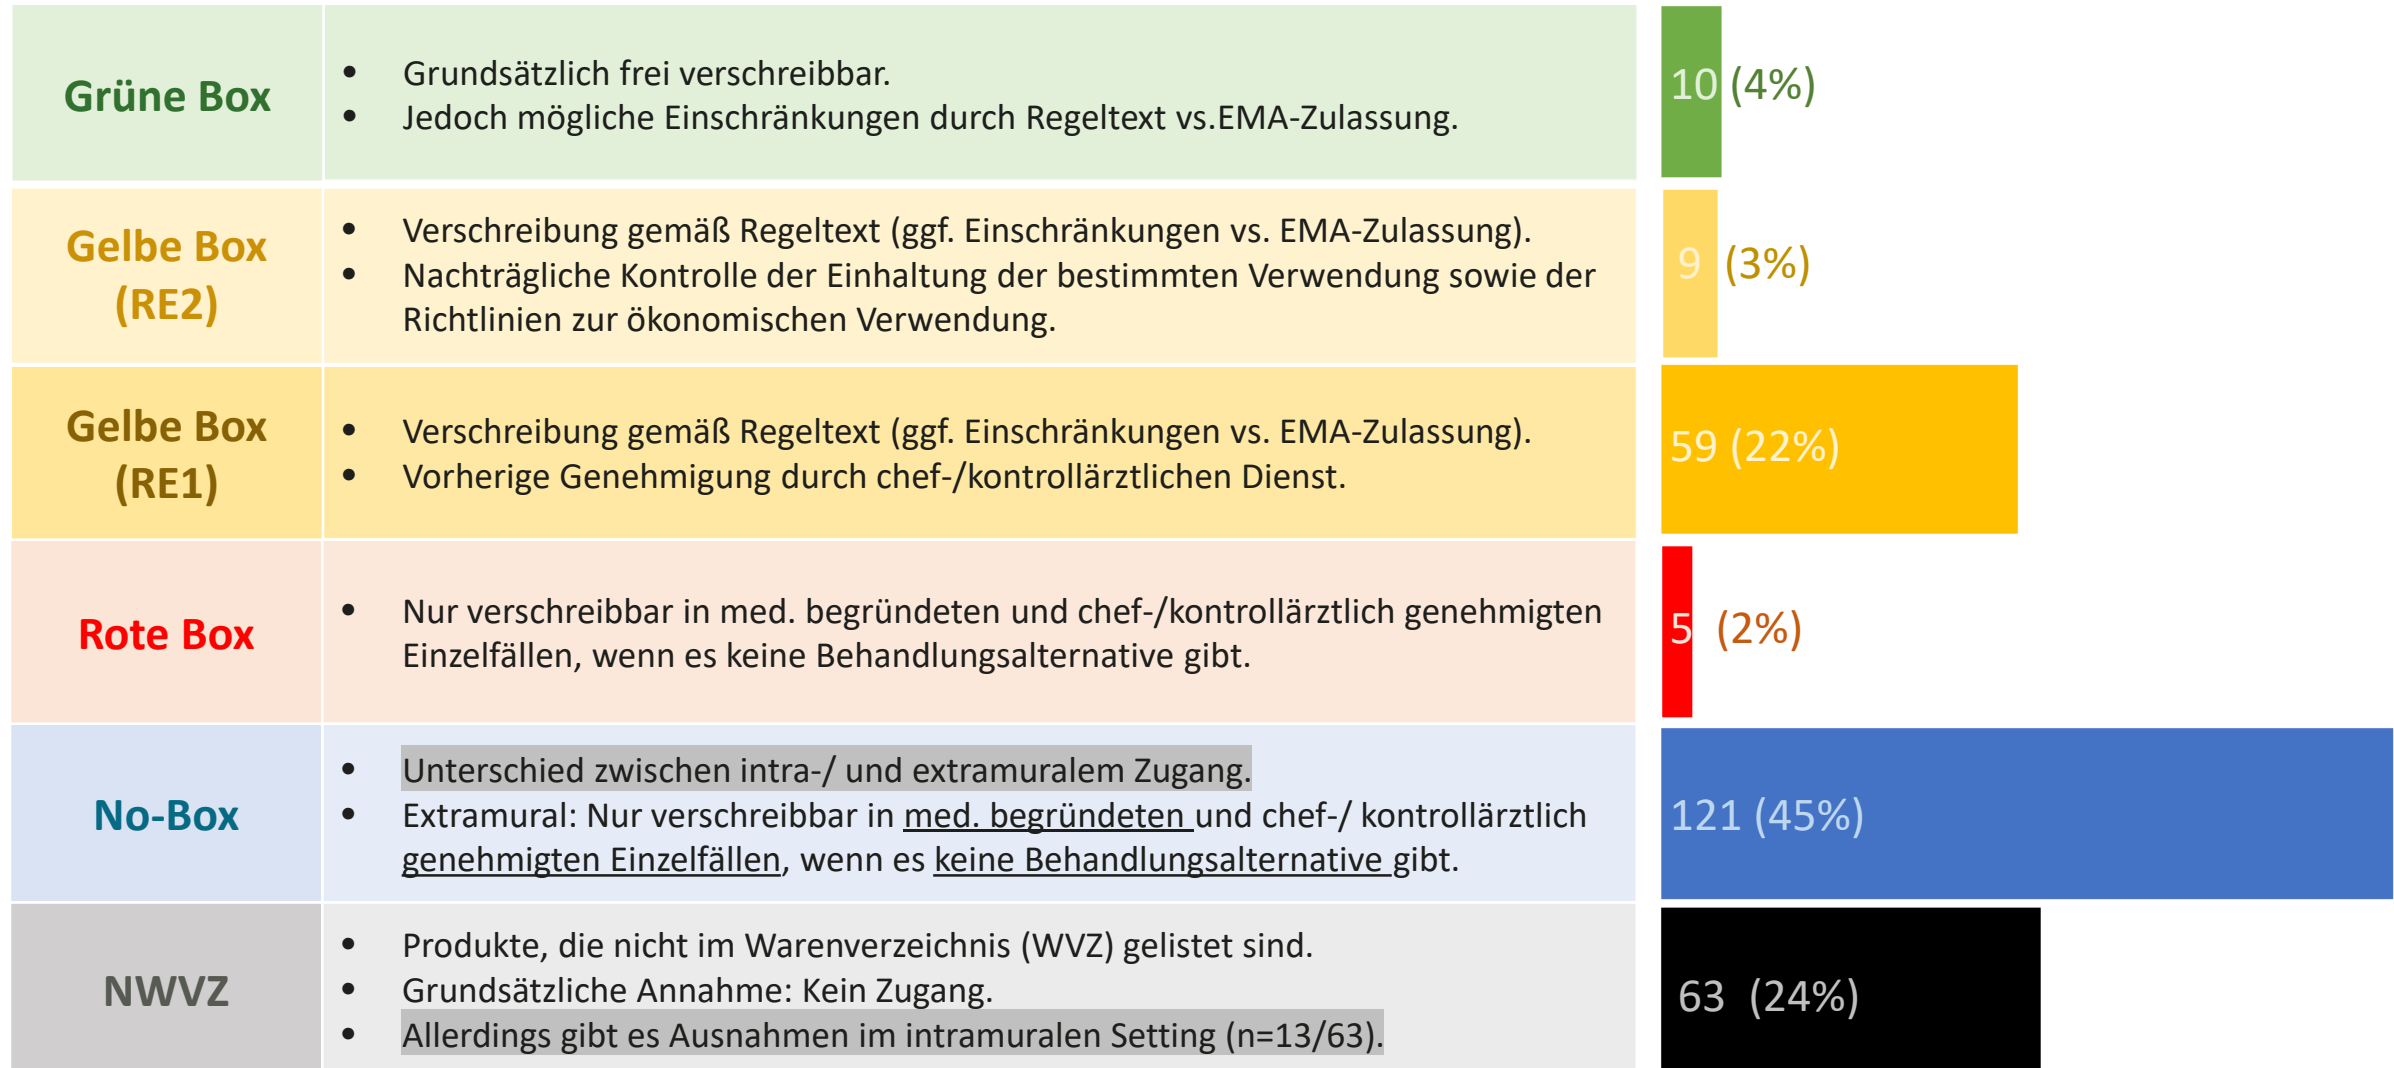 Grüne Box
• Grundsätzlich frei verschreibbar.
• Jedoch mögliche Einschränkungen durch Regeltext vs.EMA-Zulassung.
10 (4%)
Gelbe Box
(RE2)
• Verschreibung gemäß Regeltext (ggf. Einschränkungen vs. EMA-Zulassung).
• Nachträgliche Kontrolle der Einhaltung der bestimmten Verwendung sowie der
Richtlinien zur ökonomischen Verwendung.
9 (3%)
Gelbe Box
(RE1)
• Verschreibung gemäß Regeltext (ggf. Einschränkungen vs. EMA-Zulassung).
• Vorherige Genehmigung durch chef-/kontrollärztlichen Dienst.
59 (22%)
Rote Box
• Nur verschreibbar in med. begründeten und chef-/kontrollärztlich genehmigten
Einzelfällen, wenn es keine Behandlungsalternative gibt.
5 (2%)
No-Box
• Unterschied zwischen intra-/ und extramuralem Zugang.
• Extramural: Nur verschreibbar in med. begründeten und chef-/ kontrollärztlich
genehmigten Einzelfällen, wenn es keine Behandlungsalternative gibt.
121 (45%)
NWVZ
• Produkte, die nicht im Warenverzeichnis (WVZ) gelistet sind.
• Grundsätzliche Annahme: Kein Zugang.
• Allerdings gibt es Ausnahmen im intramuralen Setting (n=13/63).
63 (24%)